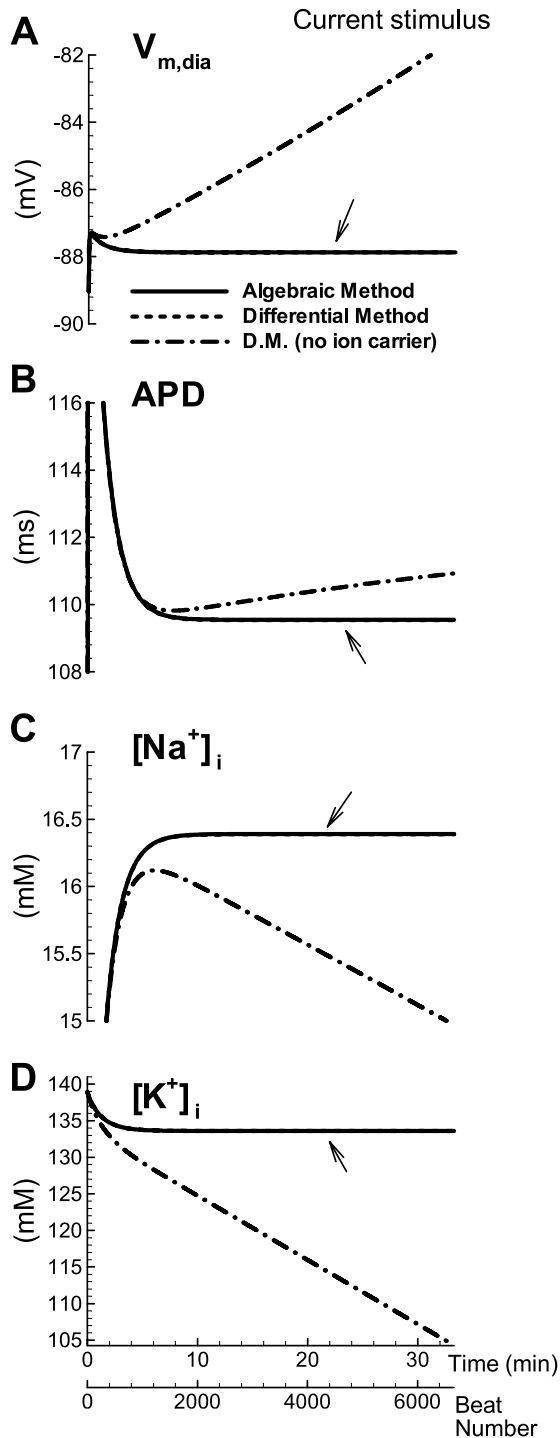 Current stimulus
A
Vm,dia
-82
-84
-86
-88
-90
(mV)
Algebraic Method
Differential Method
D.M. (no ion carrier)
B
APD
116
114
112
110
108
(ms)
C
[Na+]i
17
16.5
16
15.5
15
(mM)
D
[K+]i
140
135
130
125
120
115
110
105
(mM)
0 10 20 30 Time (min)
0 2000 4000 6000 Beat
Number